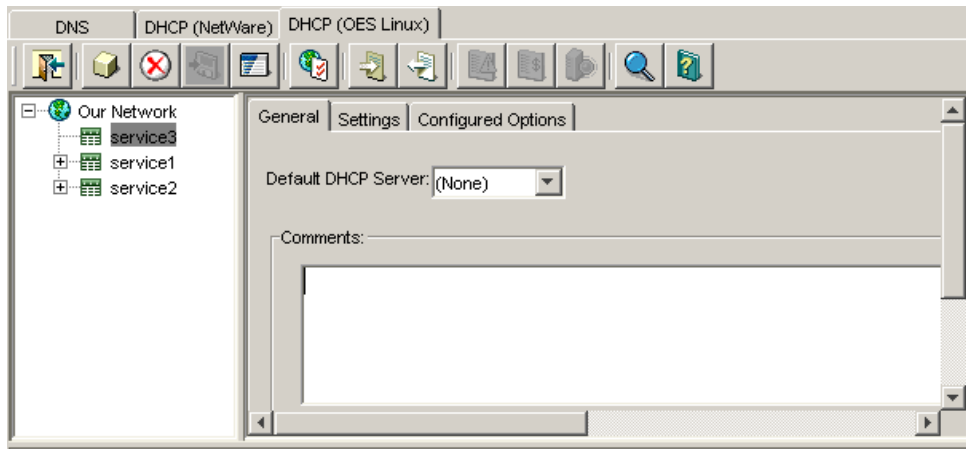 DNS DHCP (NetWare) DHCP (OES Linux)
Our Network
service3
service1
service2
General Settings Configured Options
Default DHCP Server: (None)
Comments: